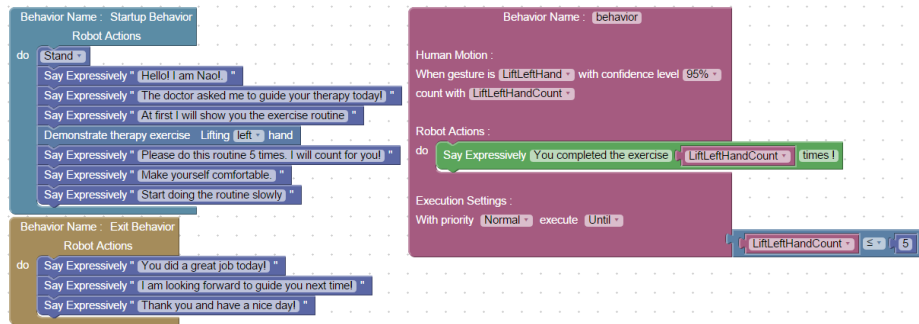 Behavior Name : Startup Behavior
Robot Actions
do Stand
Say Expressively " Hello! I am Nao!. "
Say Expressively " The doctor asked me to guide your therapy today! "
Say Expressively " At first I will show you the exercise routine "
Demonstrate therapy exercise Lifting left hand
Say Expressively " Please do this routine 5 times. I will count for you! "
Say Expressively " Make yourself comfortable. "
Say Expressively " Start doing the routine slowly "
Behavior Name : Exit Behavior
Robot Actions
do Say Expressively " You did a great job today! "
Say Expressively " I am looking forward to guide you next time! "
Say Expressively " Thank you and have a nice day! "
Behavior Name : behavior
Human Motion :
When gesture is LiftLeftHand with confidence level 95%
count with LiftLeftHandCount
Robot Actions :
do Say Expressively You completed the exercise LiftLeftHandCount times !
Execution Settings :
With priority Normal execute Until
LiftLeftHandCount ≤ 5